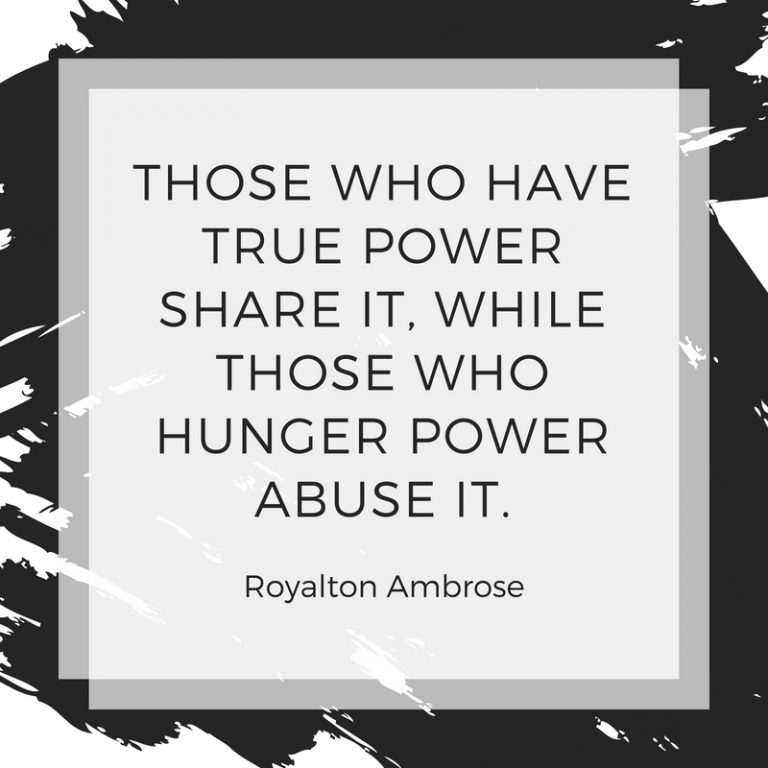 THOSE WHO HAVE
TRUE POWER
SHARE IT, WHILE
THOSE WHO
HUNGER POWER
ABUSE IT.
Royalton Ambrose